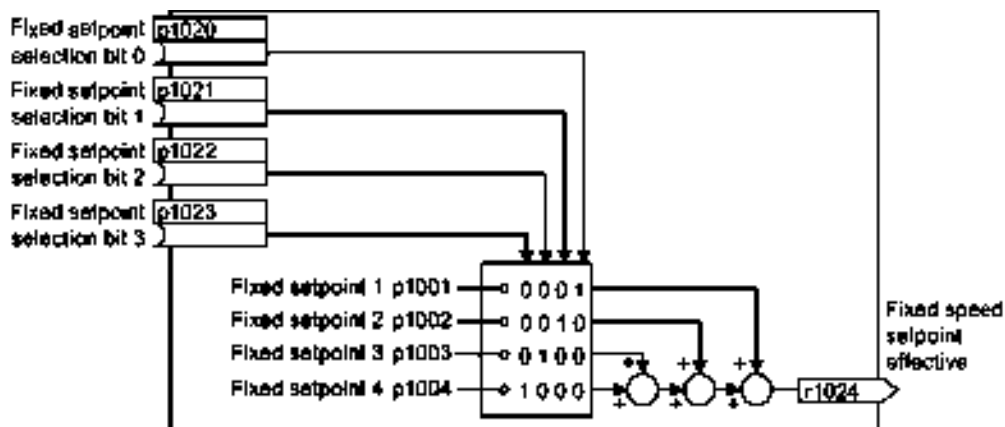 Fixed setpoint p1020
selection bit 0
Fixed setpoint p1021
selection bit 1
Fixed setpoint p1022
selection bit 2
Fixed setpoint p1023
selection bit 3
Fixed setpoint 1 p1001 0 0 0 1
Fixed setpoint 2 p1002 0 0 1 0
Fixed setpoint 3 p1003 0 1 0 0
Fixed setpoint 4 p1004 1 0 0 0
+ + +
+ + +
Fixed speed
setpoint
effective
r1024